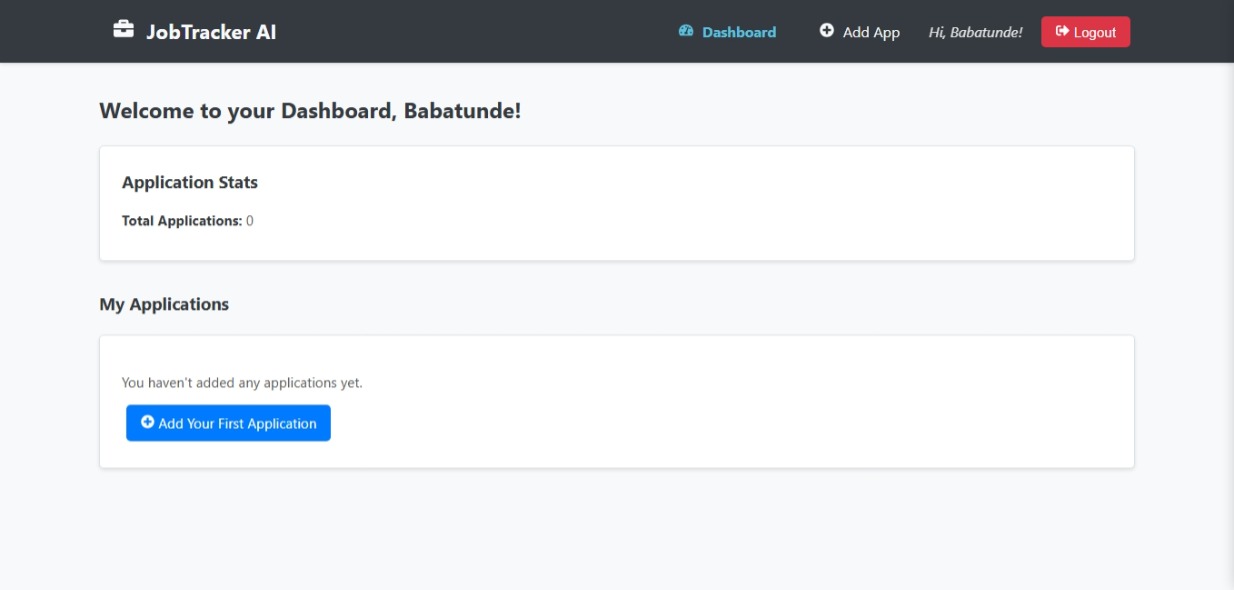 JobTracker AI
Dashboard
Add App
Hi, Babatunde!
Logout
Welcome to your Dashboard, Babatunde!
Application Stats
Total Applications: 0
My Applications
You haven't added any applications yet.
Add Your First Application